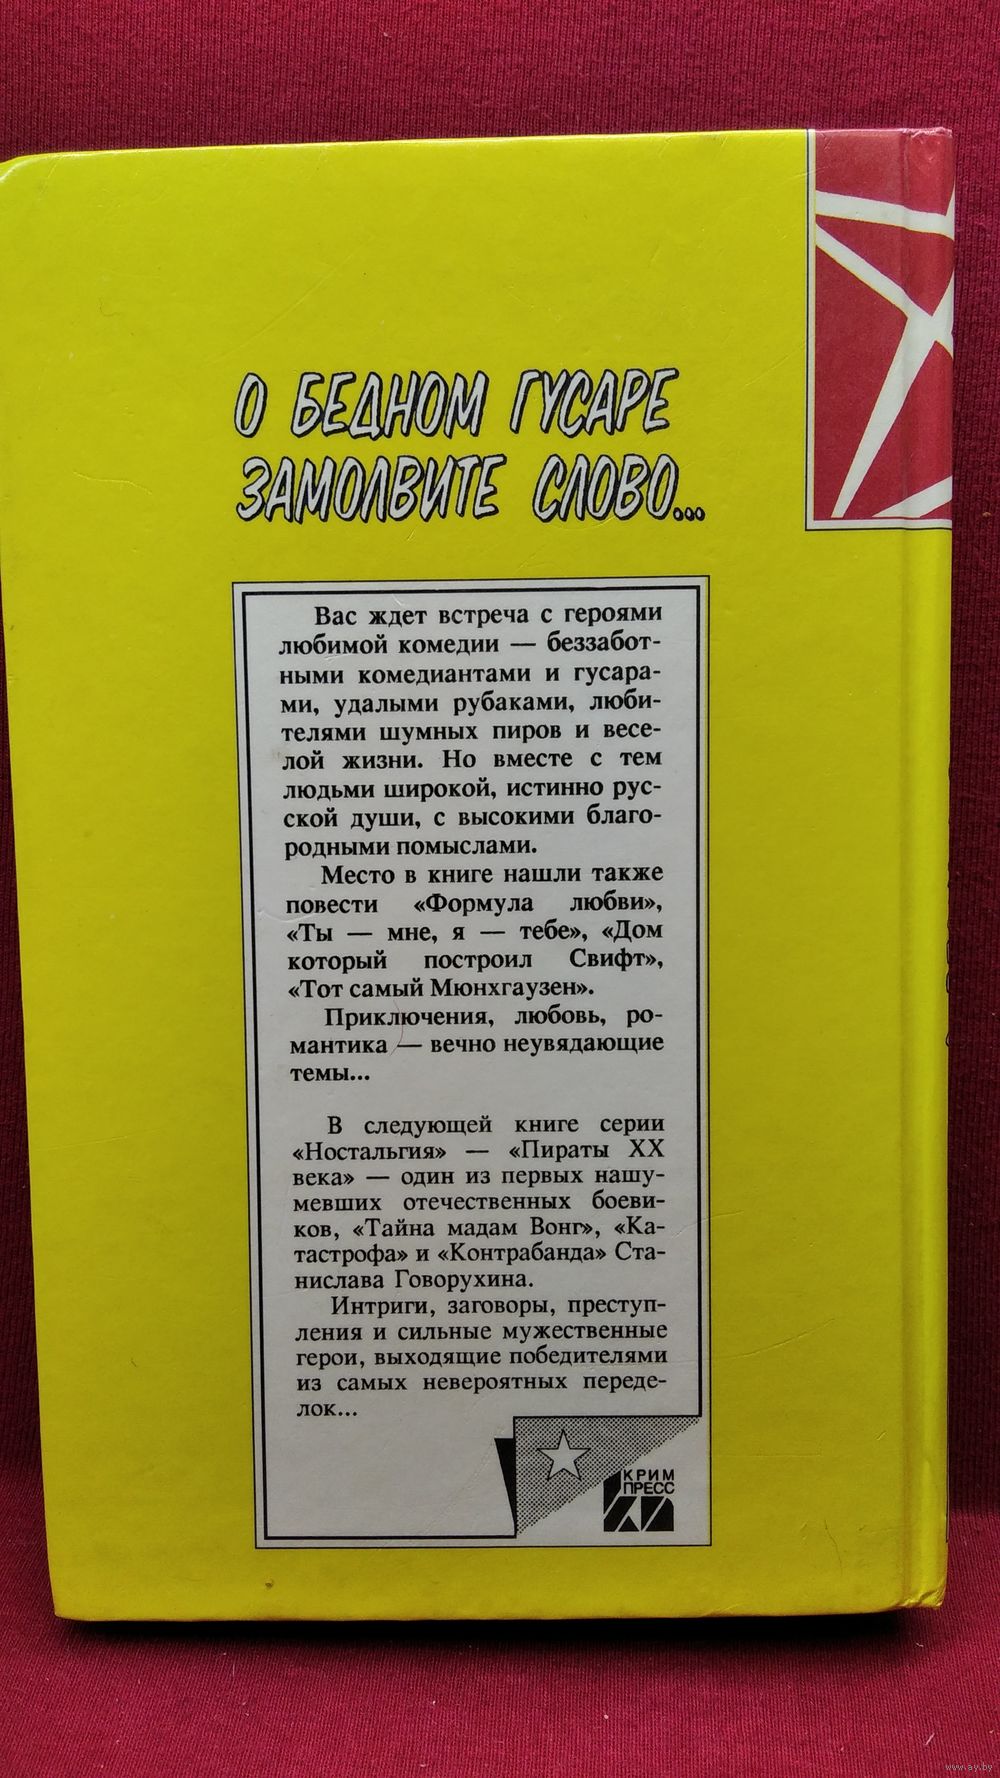 О БЕДНОМ ГУСАРЕ
ЗАМОЛВИТЕ СЛОВО...
Вас ждет встреча с героями
любимой комедии — беззабот-
ными комедиантами и гусара-
ми, удалыми рубаками, люби-
телями шумных пиров и весе-
лой жизни. Но вместе с тем
людьми широкой, истинно рус-
ской души, с высокими благо-
родными помыслами.
Место в книге нашли также
повести «Формула любви»,
«Ты — мне, я — тебе», «Дом
который построил Свифт»,
«Тот самый Мюнхгаузен».
Приключения, любовь, ро-
мантика — вечно неувядающие
темы...
В следующей книге серии
«Ностальгия» — «Пираты XX
века» — один из первых нашу-
мевших отечественных боеви-
ков, «Тайна мадам Вонг», «Ка-
тастрофа» и «Контрабанда» Ста-
нислава Говорухина.
Интриги, заговоры, преступ-
ления и сильные мужественные
герои, выходящие победителями
из самых невероятных переде-
лок...
КРИМ
ПРЕСС
www.ay.by